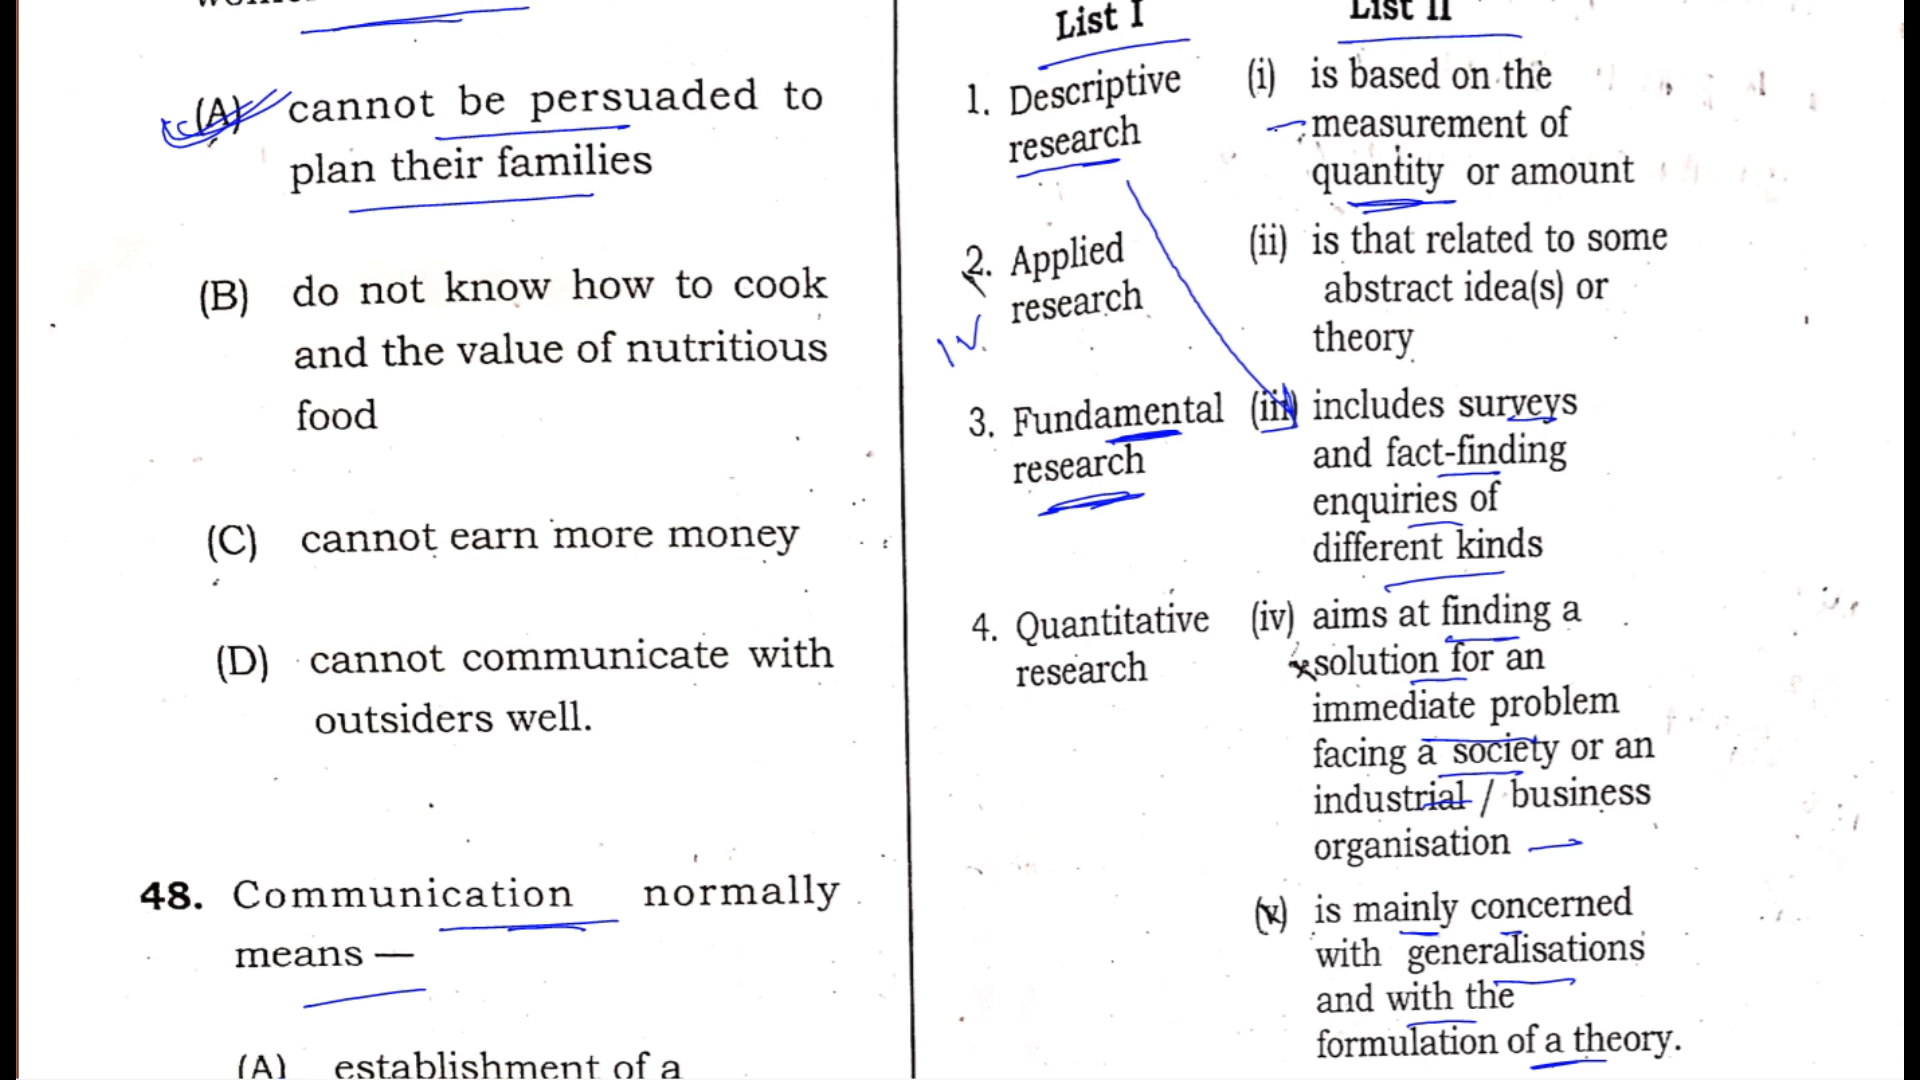 (A) cannot be persuaded to
plan their families
(B) do not know how to cook
and the value of nutritious
food
(C) cannot earn more money
(D) cannot communicate with
outsiders well.
48. Communication normally
means —
(A) establishment of a
List I List II
1. Descriptive
research
(i) is based on the
measurement of
quantity or amount
2. Applied
research
IV
(ii) is that related to some
abstract idea(s) or
theory
3. Fundamental
research
(iii) includes surveys
and fact-finding
enquiries of
different kinds
4. Quantitative
research
(iv) aims at finding a
solution for an
immediate problem
facing a society or an
industrial / business
organisation
(v) is mainly concerned
with generalisations
and with the
formulation of a theory.